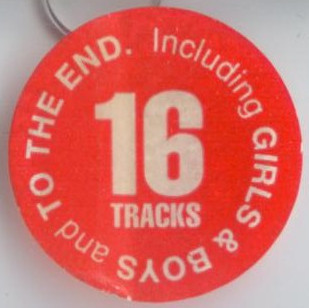 Including GIRLS & BOYS and TO THE END.
16
TRACKS